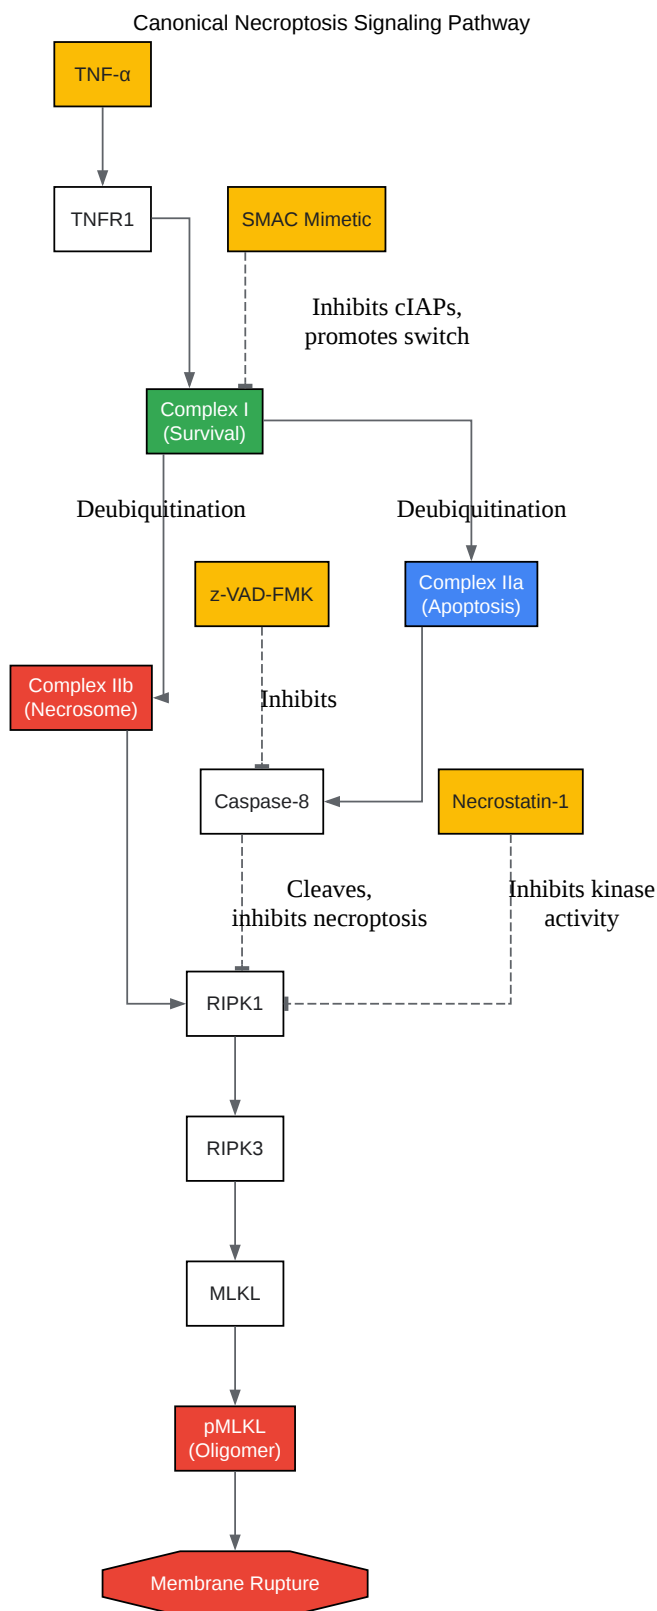 Canonical Necroptosis Signaling Pathway
TNF-α
TNFR1
SMAC Mimetic
Inhibits cIAPs,
promotes switch
Complex I
(Survival)
Deubiquitination
Deubiquitination
z-VAD-FMK
Complex IIa
(Apoptosis)
Complex IIb
(Necrosome)
Inhibits
Caspase-8
Necrostatin-1
Cleaves,
inhibits necroptosis
Inhibits kinase
activity
RIPK1
RIPK3
MLKL
pMLKL
(Oligomer)
Membrane Rupture